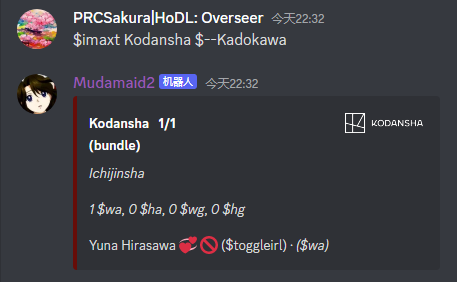 PRCSakura|HoDL: Overseer 今天22:32
$imaxt Kodansha $--Kadokawa
Mudamaid2 机器人 今天22:32
Kodansha 1/1
(bundle)
KODANSHA
Ichijinsha
1 $wa, 0 $ha, 0 $wg, 0 $hg
Yuna Hirasawa 💞🚫 ($toggleirl) · ($wa)